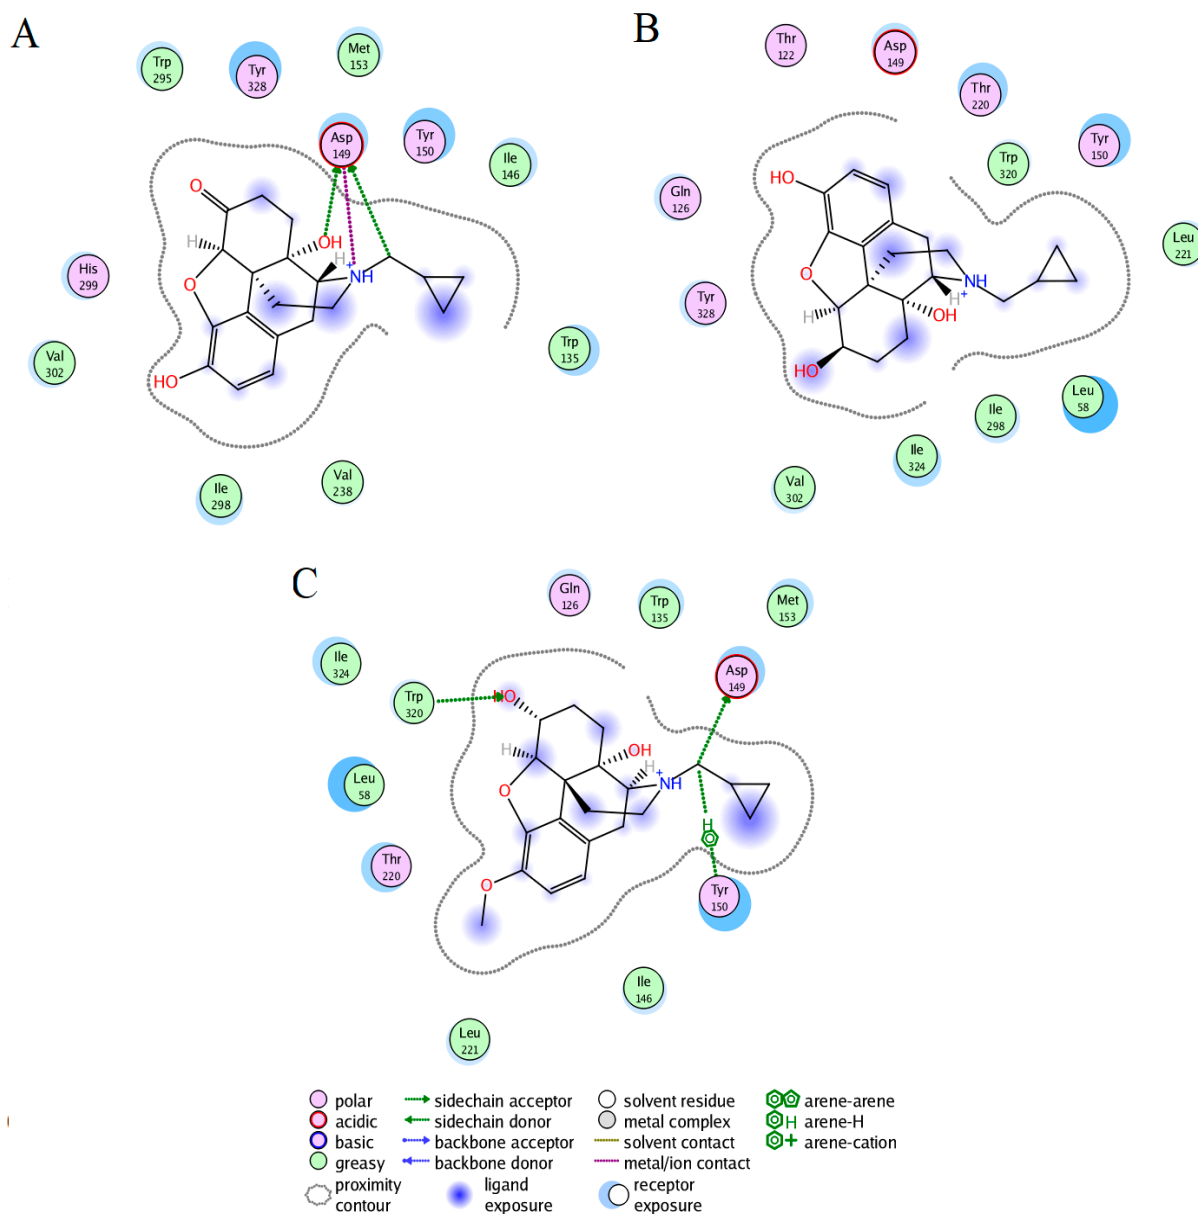 A
B
Trp
295
Tyr
328
Met
153
Asp
149
Tyr
150
Ile
146
His
299
Val
302
Trp
135
Ile
298
Val
238
O
H
OH
H
NH
+
O
HO
Thr
122
Asp
149
Thr
220
Tyr
150
Trp
320
Gln
126
Leu
221
Tyr
328
Leu
58
Ile
298
Ile
324
Val
302
HO
O
NH
+
H
H
OH
HO
C
Gln
126
Trp
135
Met
153
Ile
324
Asp
149
Trp
320
Leu
58
Thr
220
Tyr
150
Ile
146
Leu
221
HO
H
OH
H
+
NH
O
H
O
polar
acidic
basic
greasy
proximity
contour
sidechain acceptor
sidechain donor
backbone acceptor
backbone donor
ligand
exposure
solvent residue
metal complex
solvent contact
metal/ion contact
receptor
exposure
arene-arene
H arene-H
+ arene-cation